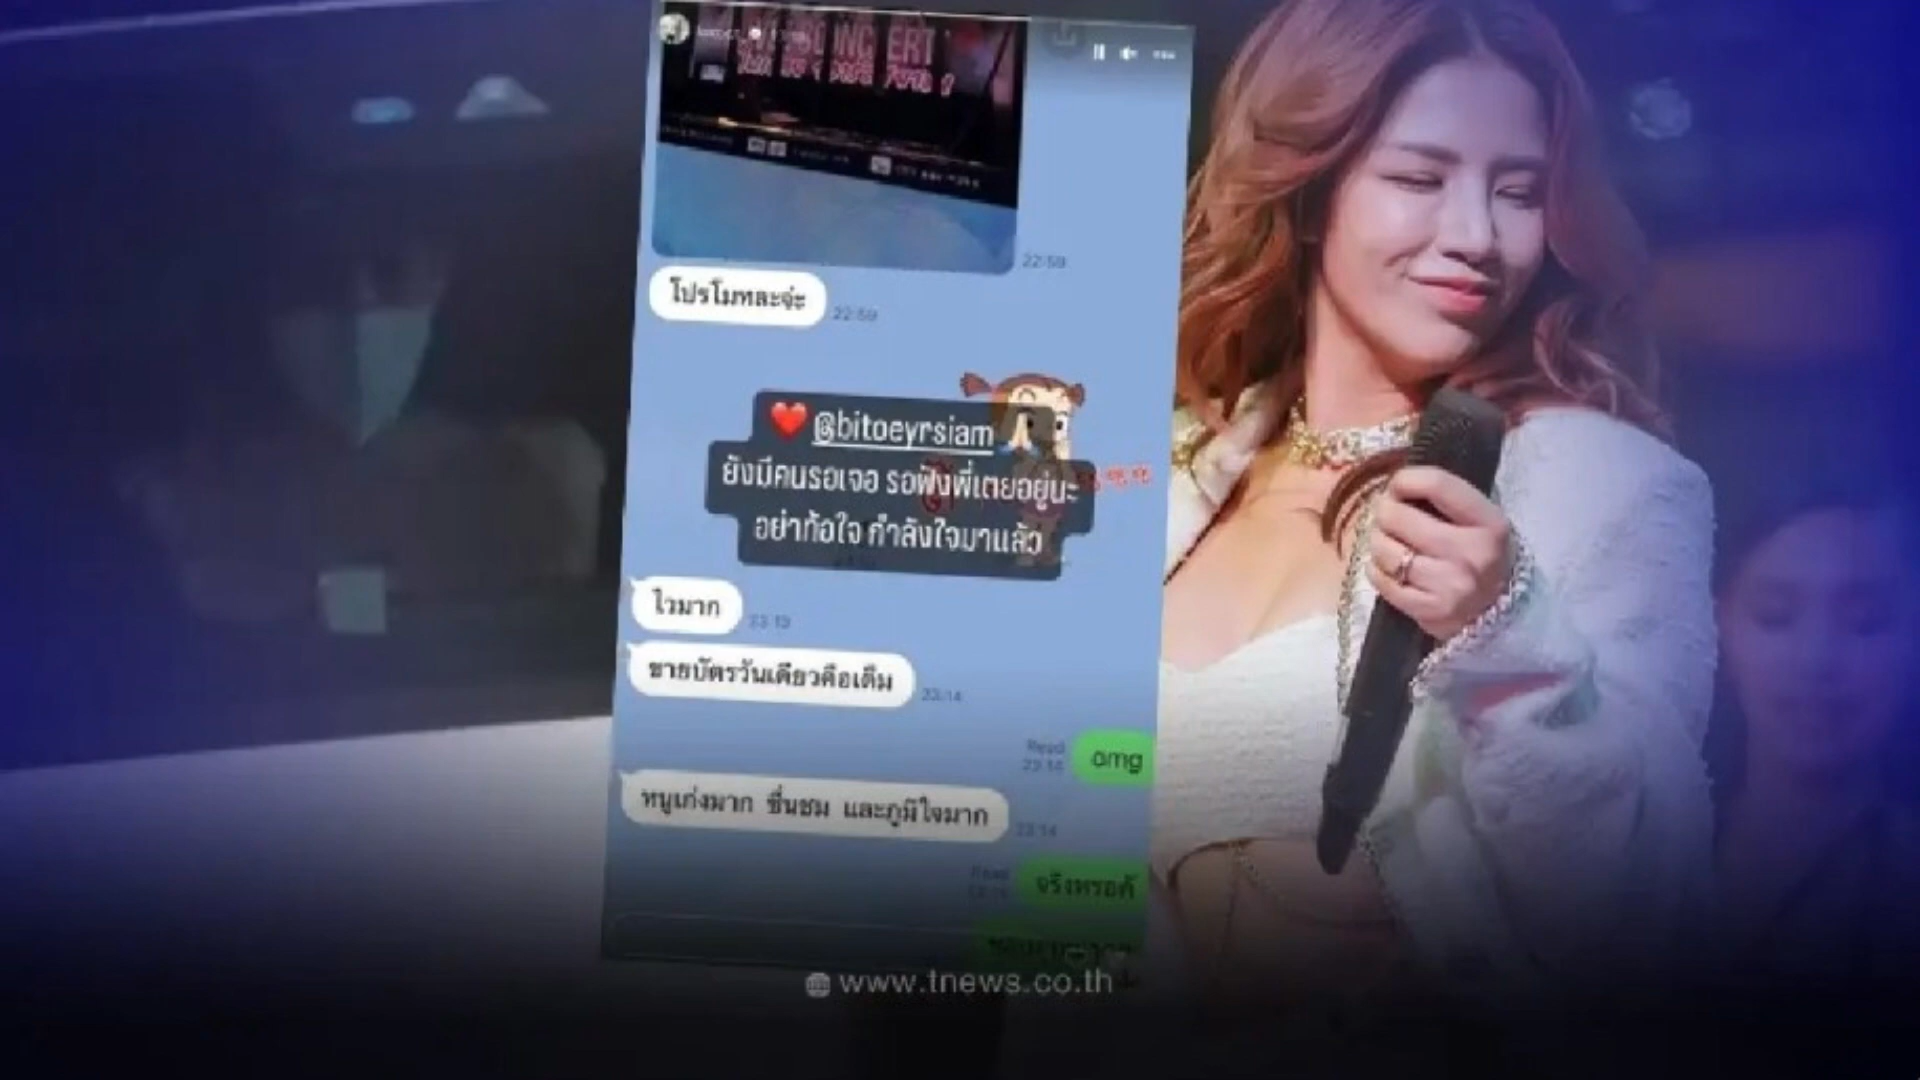 22:59
โปรโมทละจ่ะ
22:59
@bitoeyrsiam
ยังมีคนรอเจอ รอฟังพี่เตยอยู่นะ
อย่าท้อใจ กำลังใจมาแล้ว
ไวมาก
23:13
ขายบัตรวันเดียวคือเต็ม
23:14
Read
23:14
omg
หนูเก่งมาก ชื่นชม และภูมิใจมาก
23:14
Read
จริงหรอคั
www.tnews.co.th